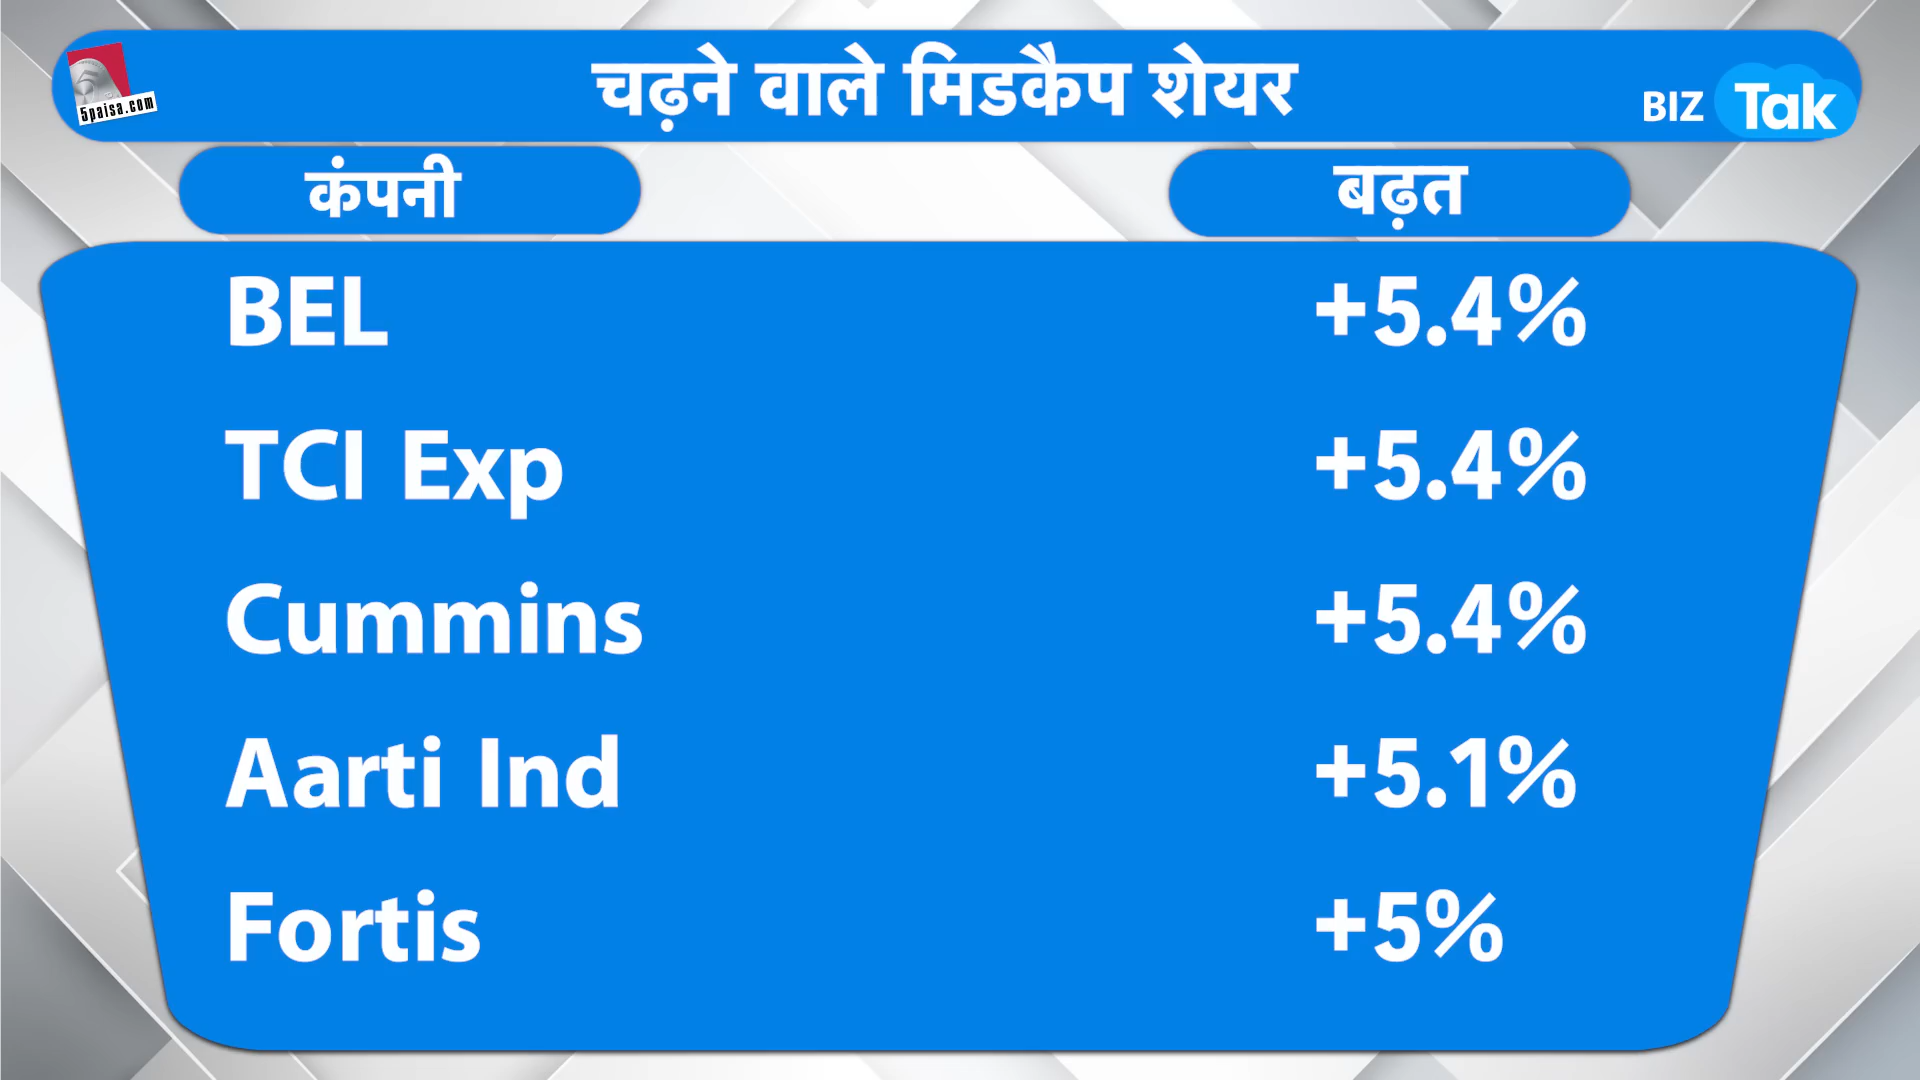 5paisa.com
चढ़ने वाले मिडकैप शेयर
BIZ Tak
कंपनी बढ़त
BEL +5.4%
TCI Exp +5.4%
Cummins +5.4%
Aarti Ind +5.1%
Fortis +5%